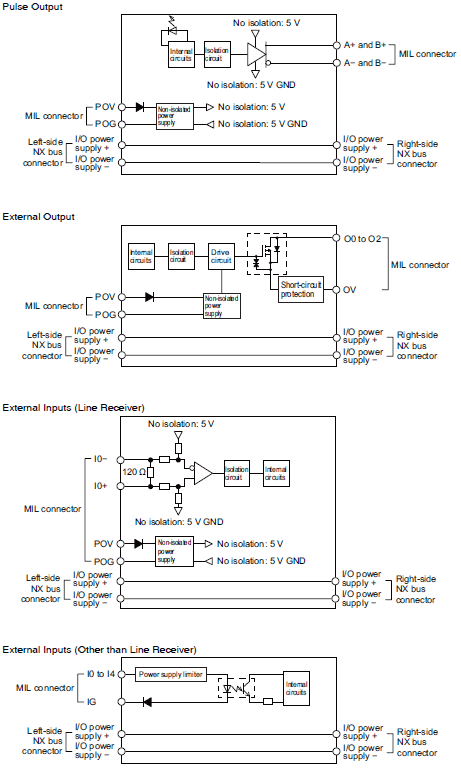 Pulse Output
No isolation: 5 V
Internal circuits
Isolation circuit
A+ and B+
A− and B−
MIL connector
No isolation: 5 V GND
MIL connector
POV
POG
Non-isolated power supply
No isolation: 5 V
No isolation: 5 V GND
Left-side NX bus connector
I/O power supply +
I/O power supply −
I/O power supply +
I/O power supply −
Right-side NX bus connector
External Output
Internal circuits
Isolation circuit
Drive circuit
O0 to O2
MIL connector
Short-circuit protection
OV
MIL connector
POV
POG
Non-isolated power supply
Left-side NX bus connector
I/O power supply +
I/O power supply −
I/O power supply +
I/O power supply −
Right-side NX bus connector
External Inputs (Line Receiver)
No isolation: 5 V
I0−
120 Ω
I0+
Isolation circuit
Internal circuits
MIL connector
No isolation: 5 V GND
POV
POG
Non-isolated power supply
No isolation: 5 V
No isolation: 5 V GND
Left-side NX bus connector
I/O power supply +
I/O power supply −
I/O power supply +
I/O power supply −
Right-side NX bus connector
External Inputs (Other than Line Receiver)
MIL connector
I0 to I4
IG
Power supply limiter
Internal circuits
Left-side NX bus connector
I/O power supply +
I/O power supply −
I/O power supply +
I/O power supply −
Right-side NX bus connector